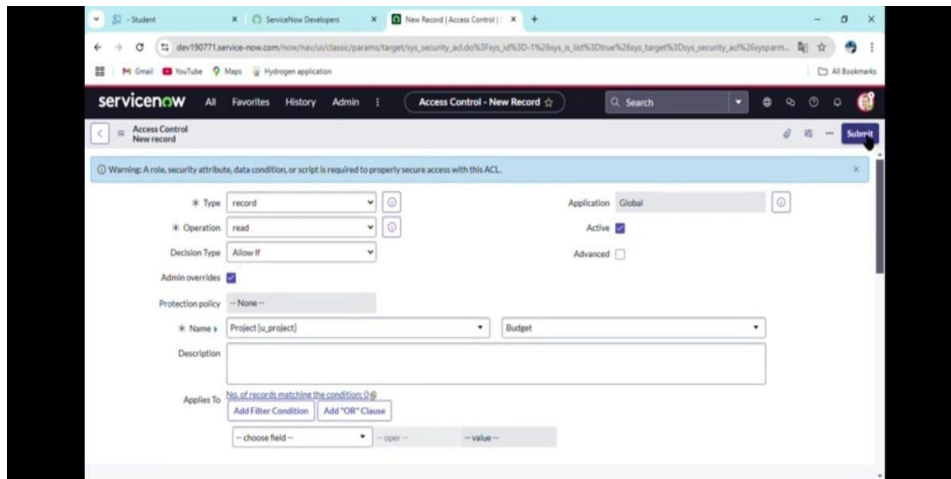 - Student
ServiceNow Developers
New Record | Access Control |
dev190771.service-now.com/now/nav/ui/classic/params/target/sys_security_acl.do%3Fsys_id%3D-1%26sys_is_list%3Dtrue%26sys_target%3Dsys_security_acl%26sysparm...
Gmail YouTube Maps Hydrogen application All Bookmarks
servicenow All Favorites History Admin Access Control - New Record Search
Access Control
New record
Submit
Warning: A role, security attribute, data condition, or script is required to properly secure access with this ACL.
Type record Application Global
Operation read Active
Decision Type Allow If Advanced
Admin overrides
Protection policy -- None --
Name Project [u_project] Budget
Description
Applies To No. of records matching the condition: 0
Add Filter Condition Add "OR" Clause
-- choose field -- -- oper -- -- value --